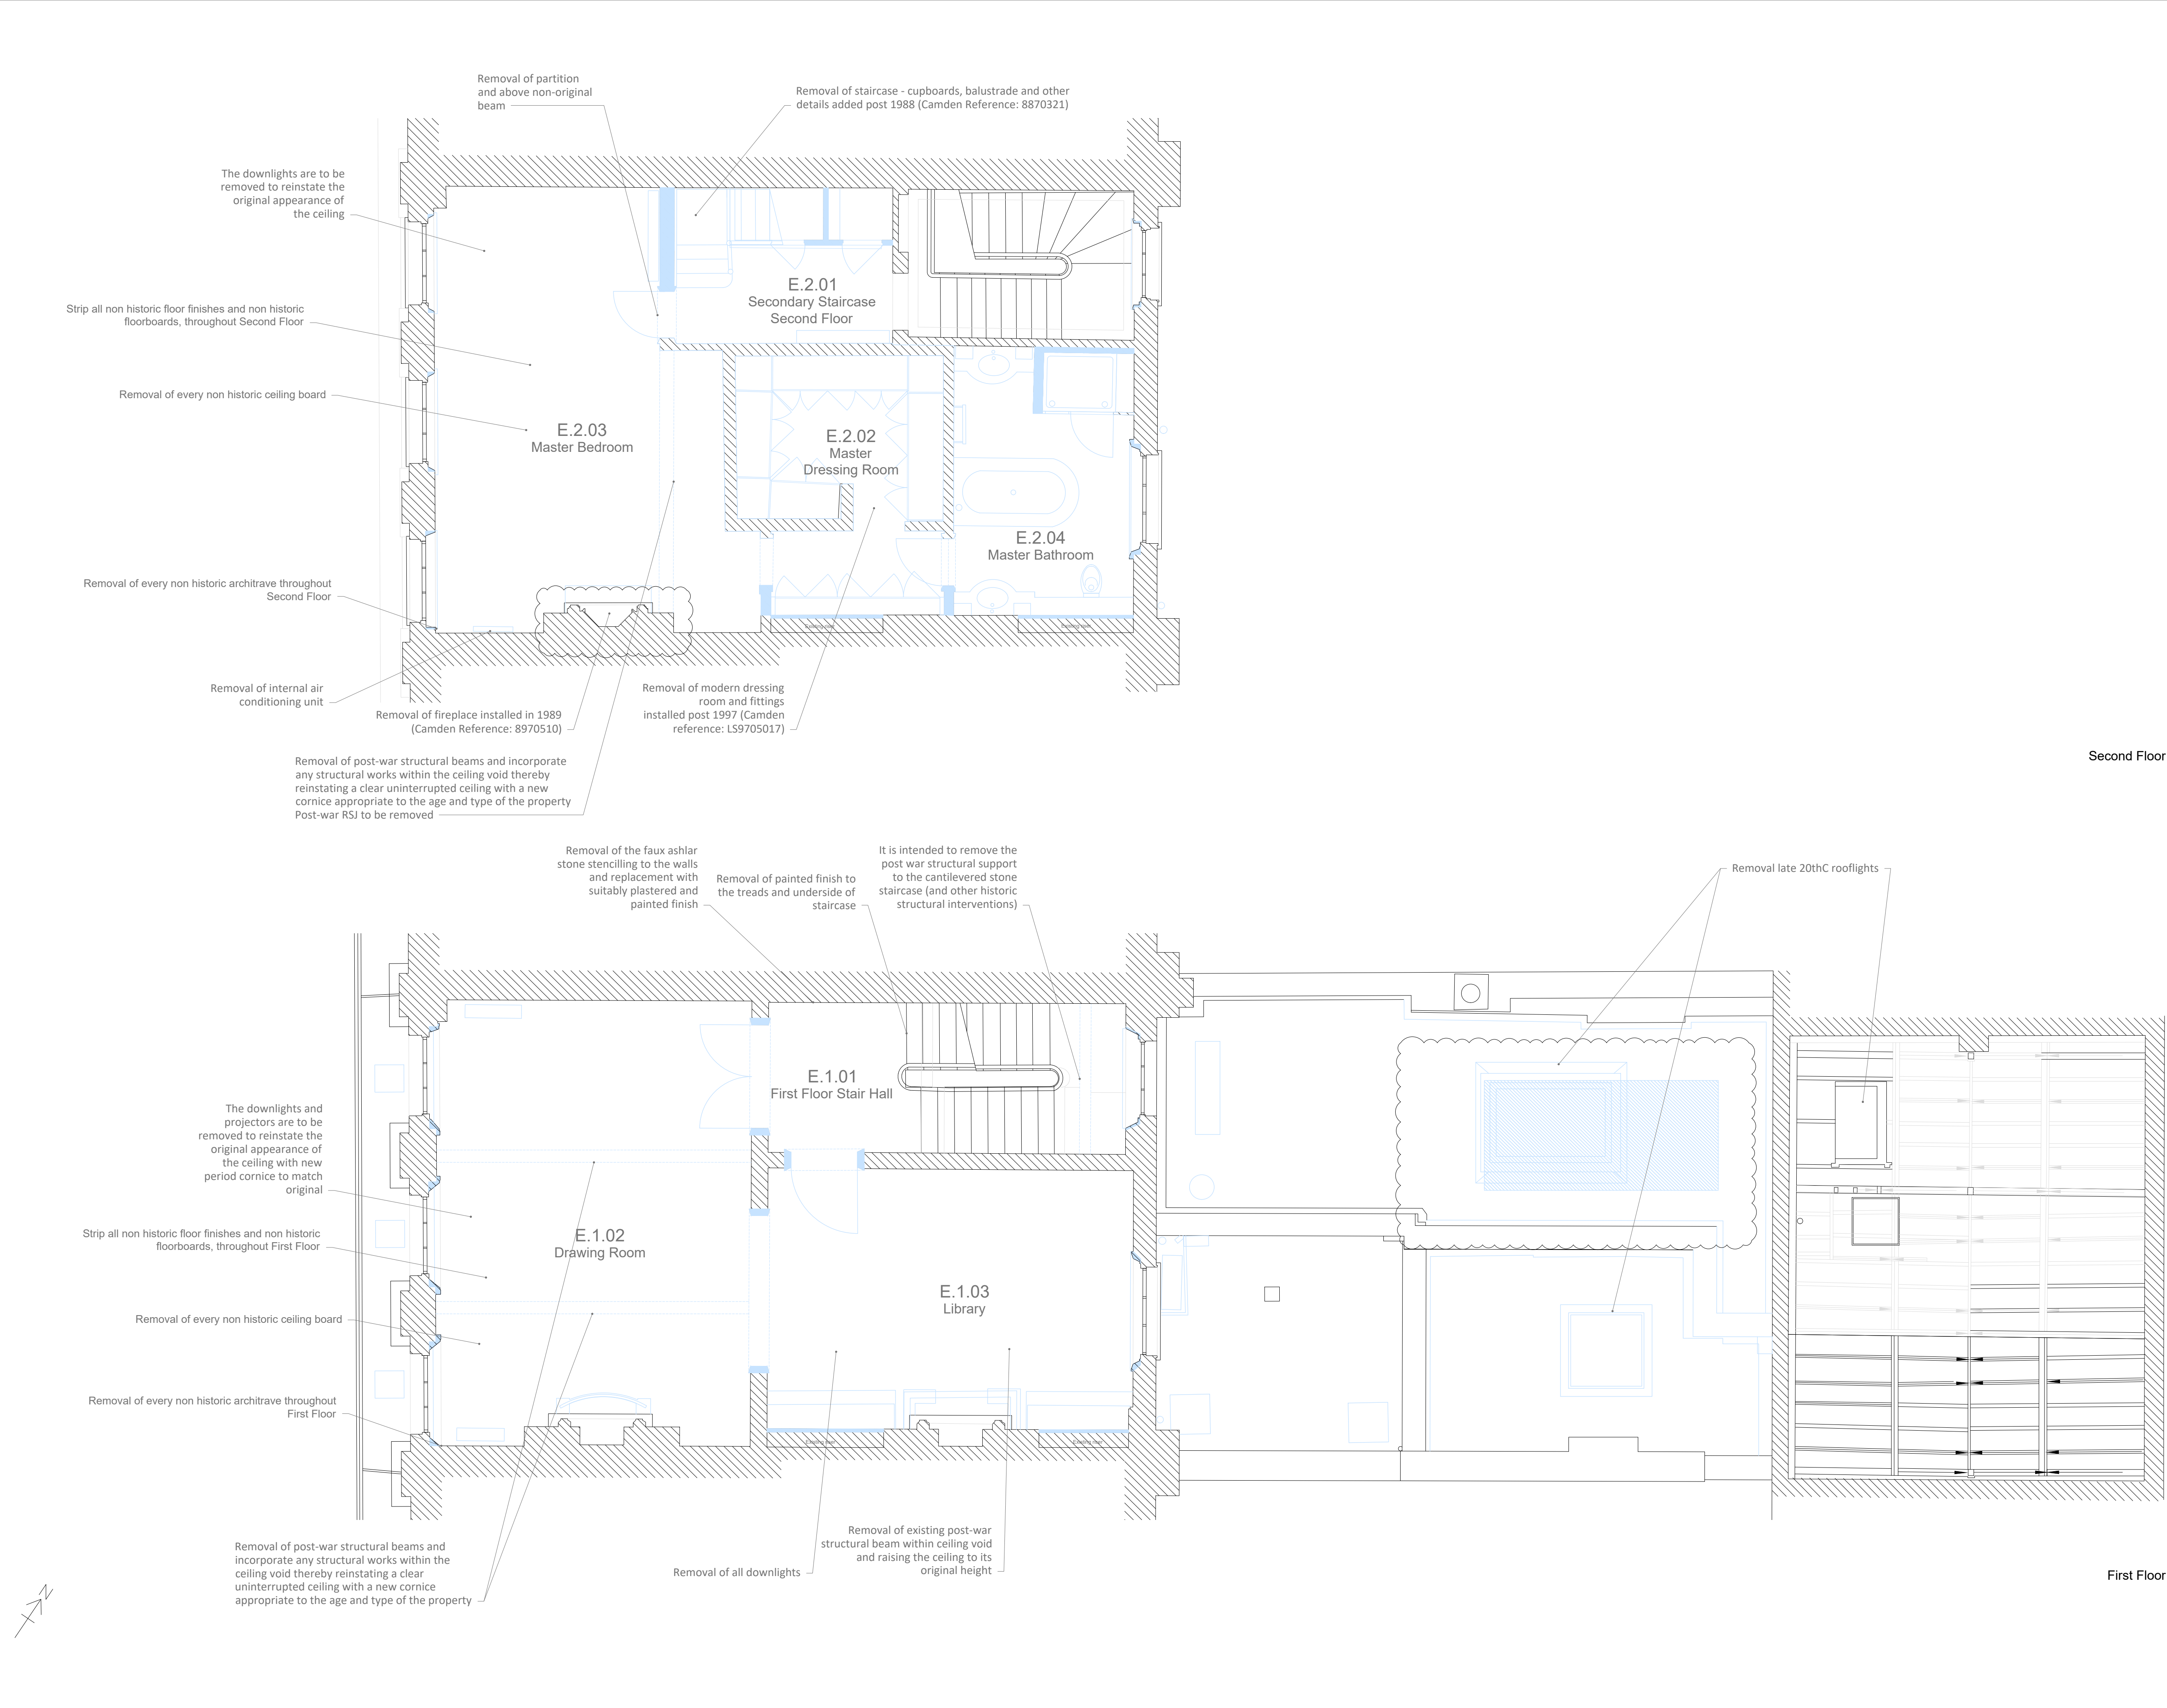 Removal of partition
and above non-original
beam
Removal of staircase - cupboards, balustrade and other
details added post 1988 (Camden Reference: 8870321)
The downlights are to be
removed to reinstate the
original appearance of
the ceiling
Strip all non historic floor finishes and non historic
floorboards, throughout Second Floor
Removal of every non historic ceiling board
Removal of every non historic architrave throughout
Second Floor
E.2.01
Secondary Staircase
Second Floor
E.2.03
Master Bedroom
E.2.02
Master
Dressing Room
E.2.04
Master Bathroom
Existing riser
Existing riser
Removal of internal air
conditioning unit
Removal of fireplace installed in 1989
(Camden Reference: 8970510)
Removal of modern dressing
room and fittings
installed post 1997 (Camden
reference: LS9705017)
Removal of post-war structural beams and incorporate
any structural works within the ceiling void thereby
reinstating a clear uninterrupted ceiling with a new
cornice appropriate to the age and type of the property
Post-war RSJ to be removed
Second Floor
Removal of the faux ashlar
stone stencilling to the walls
and replacement with
suitably plastered and
painted finish
Removal of painted finish to
the treads and underside of
staircase
It is intended to remove the
post war structural support
to the cantilevered stone
staircase (and other historic
structural interventions)
Removal late 20thC rooflights
The downlights and
projectors are to be
removed to reinstate the
original appearance of
the ceiling with new
period cornice to match
original
Strip all non historic floor finishes and non historic
floorboards, throughout First Floor
Removal of every non historic ceiling board
Removal of every non historic architrave throughout
First Floor
E.1.01
First Floor Stair Hall
E.1.02
Drawing Room
E.1.03
Library
Existing riser
Existing riser
Removal of post-war structural beams and
incorporate any structural works within the
ceiling void thereby reinstating a clear
uninterrupted ceiling with a new cornice
appropriate to the age and type of the property
Removal of all downlights
Removal of existing post-war
structural beam within ceiling void
and raising the ceiling to its
original height
First Floor
N